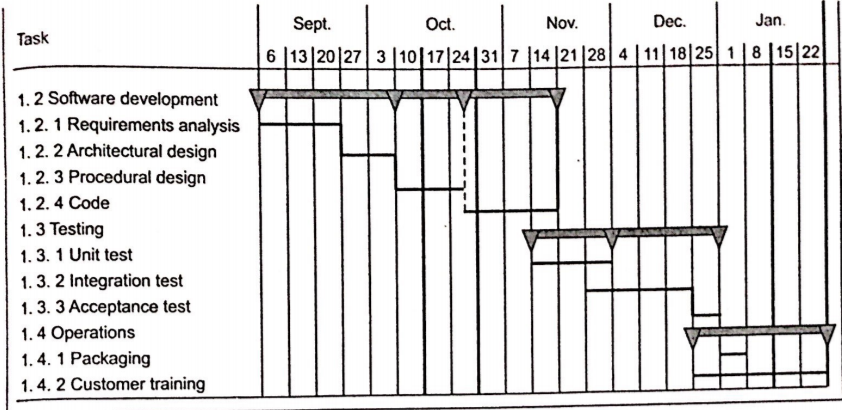 Sept. Oct. Nov. Dec. Jan.
Task
6 13 20 27 3 10 17 24 31 7 14 21 28 4 11 18 25 1 8 15 22
1. 2 Software development
1. 2. 1 Requirements analysis
1. 2. 2 Architectural design
1. 2. 3 Procedural design
1. 2. 4 Code
1. 3 Testing
1. 3. 1 Unit test
1. 3. 2 Integration test
1. 3. 3 Acceptance test
1. 4 Operations
1. 4. 1 Packaging
1. 4. 2 Customer training